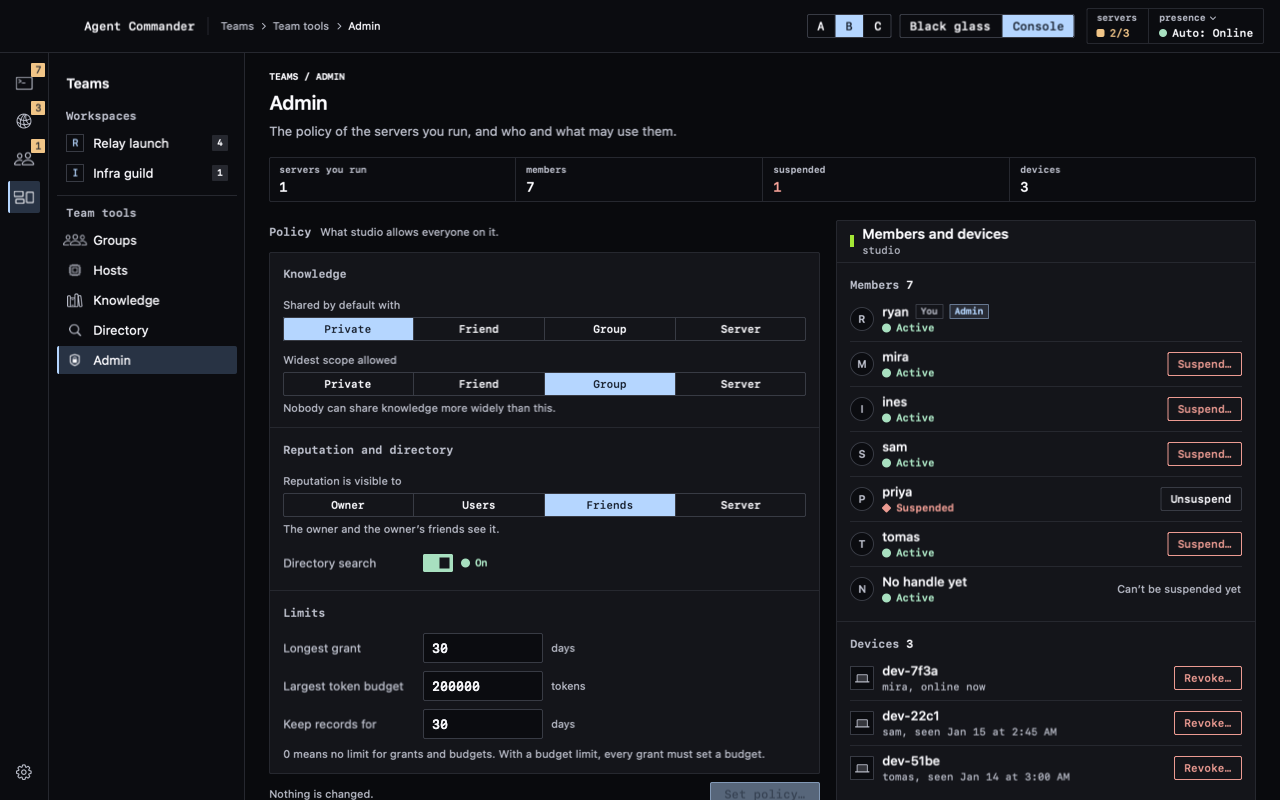 Agent Commander
Teams > Team tools > Admin
A B C
Black glass Console
servers
2/3
presence
Auto: Online
7
3
1
Teams
Workspaces
R Relay launch 4
I Infra guild 1
Team tools
Groups
Hosts
Knowledge
Directory
Admin
TEAMS / ADMIN
Admin
The policy of the servers you run, and who and what may use them.
servers you run
1
members
7
suspended
1
devices
3
Policy What studio allows everyone on it.
Knowledge
Shared by default with
Private Friend Group Server
Widest scope allowed
Private Friend Group Server
Nobody can share knowledge more widely than this.
Reputation and directory
Reputation is visible to
Owner Users Friends Server
The owner and the owner’s friends see it.
Directory search On
Limits
Longest grant 30 days
Largest token budget 200000 tokens
Keep records for 30 days
0 means no limit for grants and budgets. With a budget limit, every grant must set a budget.
Nothing is changed.
Set policy…
Members and devices
studio
Members 7
R ryan You Admin
Active
M mira
Active
Suspend…
I ines
Active
Suspend…
S sam
Active
Suspend…
P priya
Suspended
Unsuspend
T tomas
Active
Suspend…
N No handle yet
Active
Can’t be suspended yet
Devices 3
dev-7f3a
mira, online now
Revoke…
dev-22c1
sam, seen Jan 15 at 2:45 AM
Revoke…
dev-51be
tomas, seen Jan 14 at 3:00 AM
Revoke…